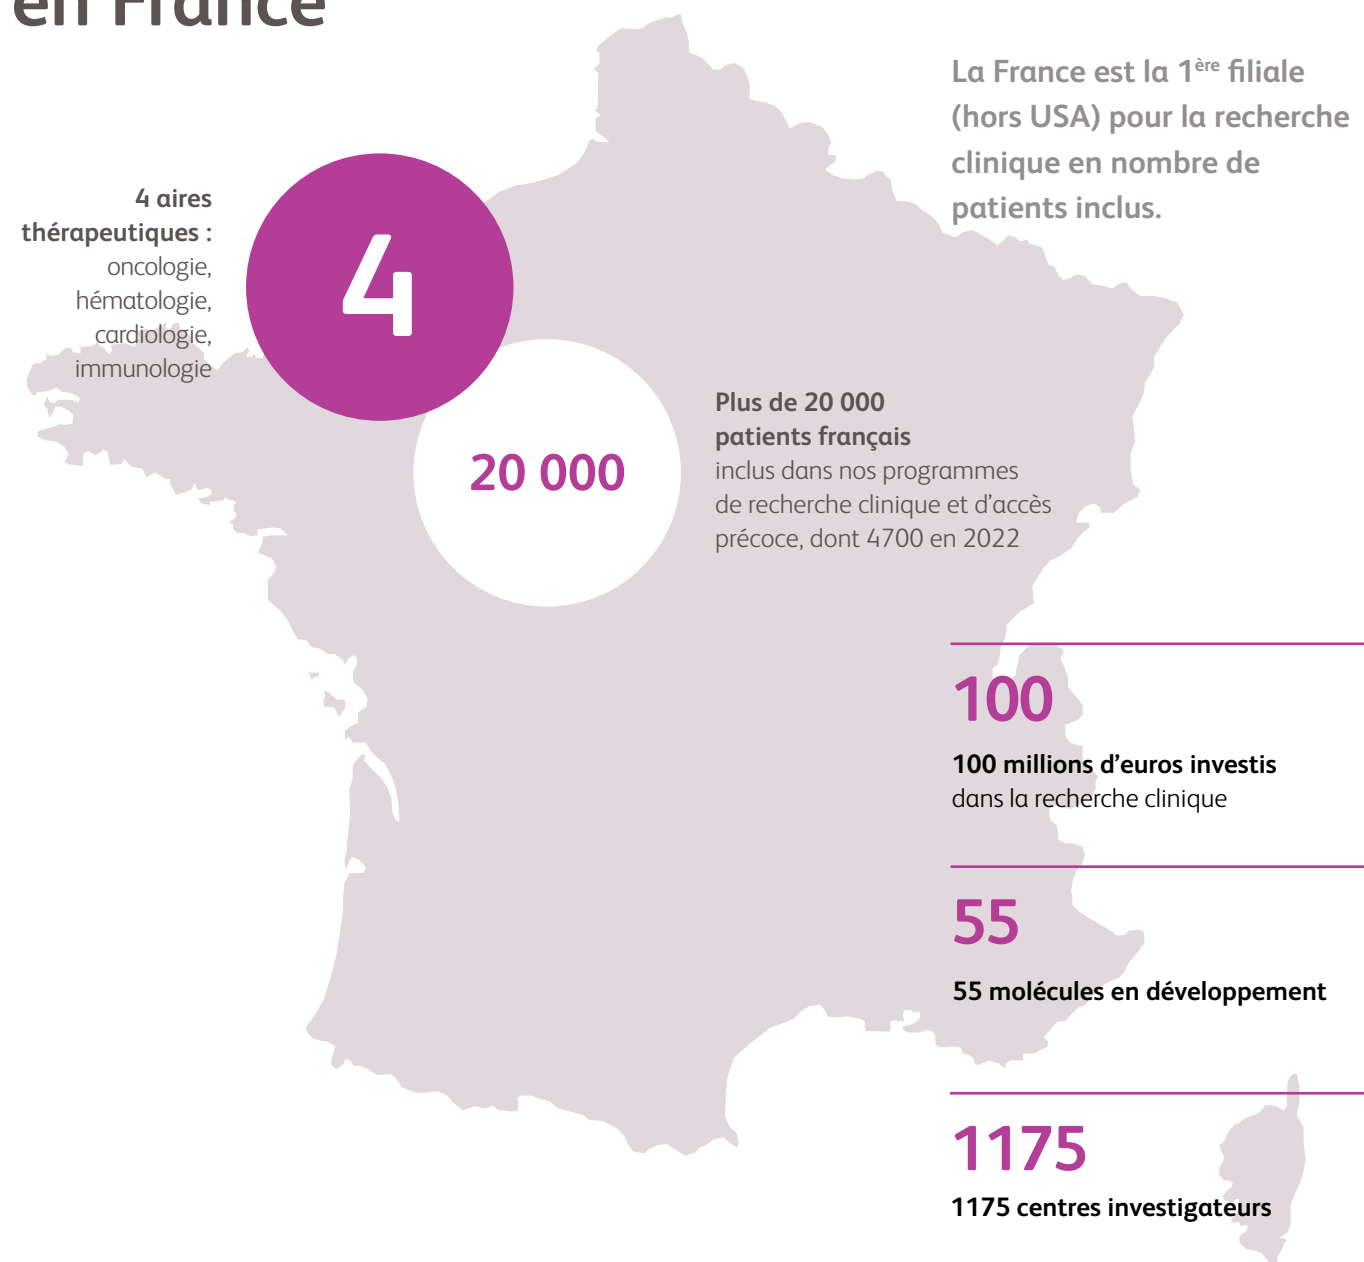 en France
La France est la 1ère filiale
(hors USA) pour la recherche
clinique en nombre de
patients inclus.
4 aires
thérapeutiques :
oncologie,
hématologie,
cardiologie,
immunologie
4
20 000
Plus de 20 000
patients français
inclus dans nos programmes
de recherche clinique et d’accès
précoce, dont 4700 en 2022
100
100 millions d’euros investis
dans la recherche clinique
55
55 molécules en développement
1175
1175 centres investigateurs